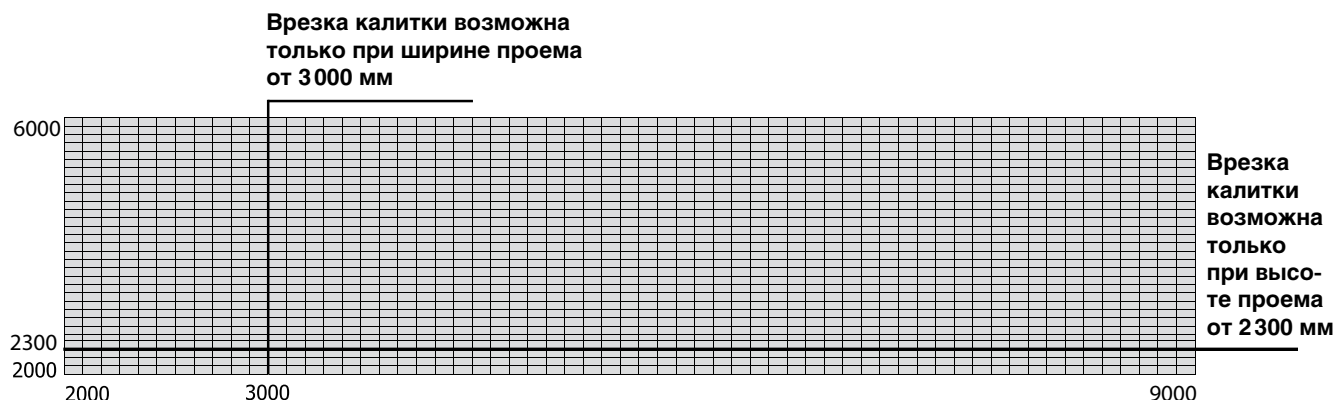 Врезка калитки возможна
только при ширине проема
от 3000 мм
6000
Врезка
калитки
возможна
только
при высо-
те проема
от 2300 мм
2300
2000
2000
3000
9000